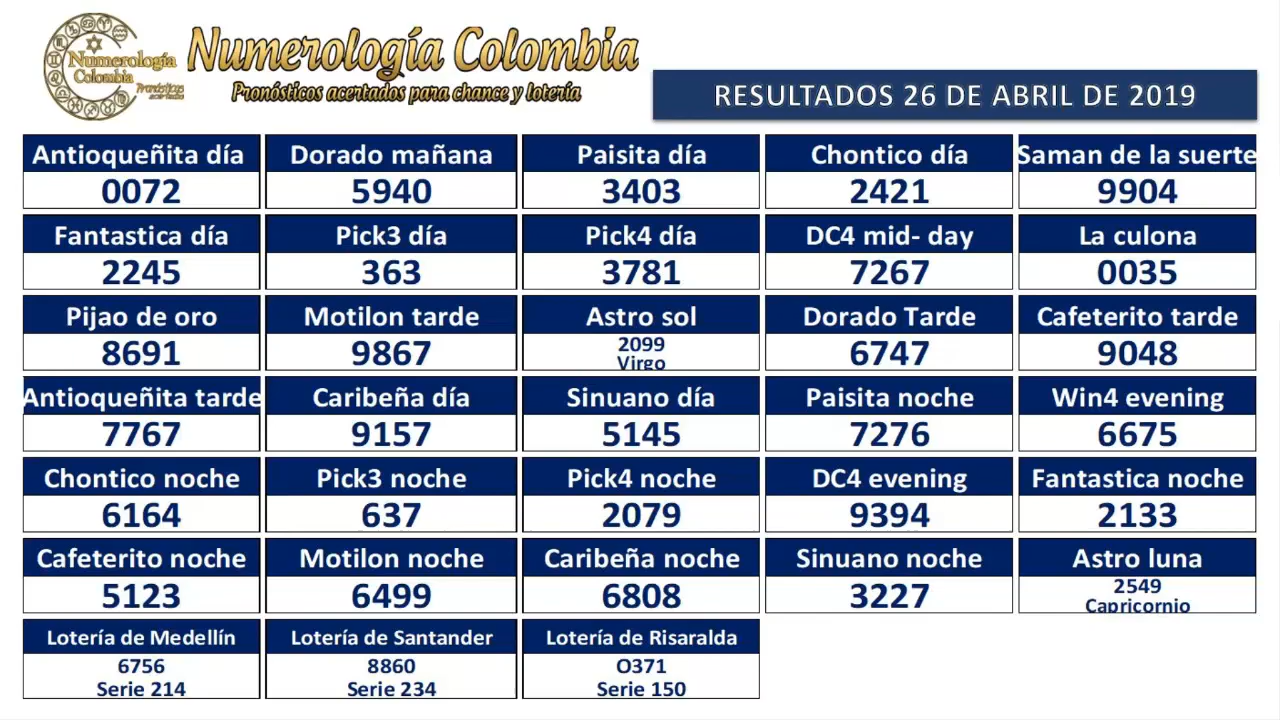 Numerología
Colombia
Pronósticos
acertados
Numerología Colombia
Pronósticos acertados para chance y lotería
RESULTADOS 26 DE ABRIL DE 2019
Antioqueñita día
0072
Dorado mañana
5940
Paisita día
3403
Chontico día
2421
Saman de la suerte
9904
Fantastica día
2245
Pick3 día
363
Pick4 día
3781
DC4 mid- day
7267
La culona
0035
Pijao de oro
8691
Motilon tarde
9867
Astro sol
2099
Virgo
Dorado Tarde
6747
Cafeterito tarde
9048
Antioqueñita tarde
7767
Caribeña día
9157
Sinuano día
5145
Paisita noche
7276
Win4 evening
6675
Chontico noche
6164
Pick3 noche
637
Pick4 noche
2079
DC4 evening
9394
Fantastica noche
2133
Cafeterito noche
5123
Motilon noche
6499
Caribeña noche
6808
Sinuano noche
3227
Astro luna
2549
Capricornio
Lotería de Medellín
6756
Serie 214
Lotería de Santander
8860
Serie 234
Lotería de Risaralda
O371
Serie 150